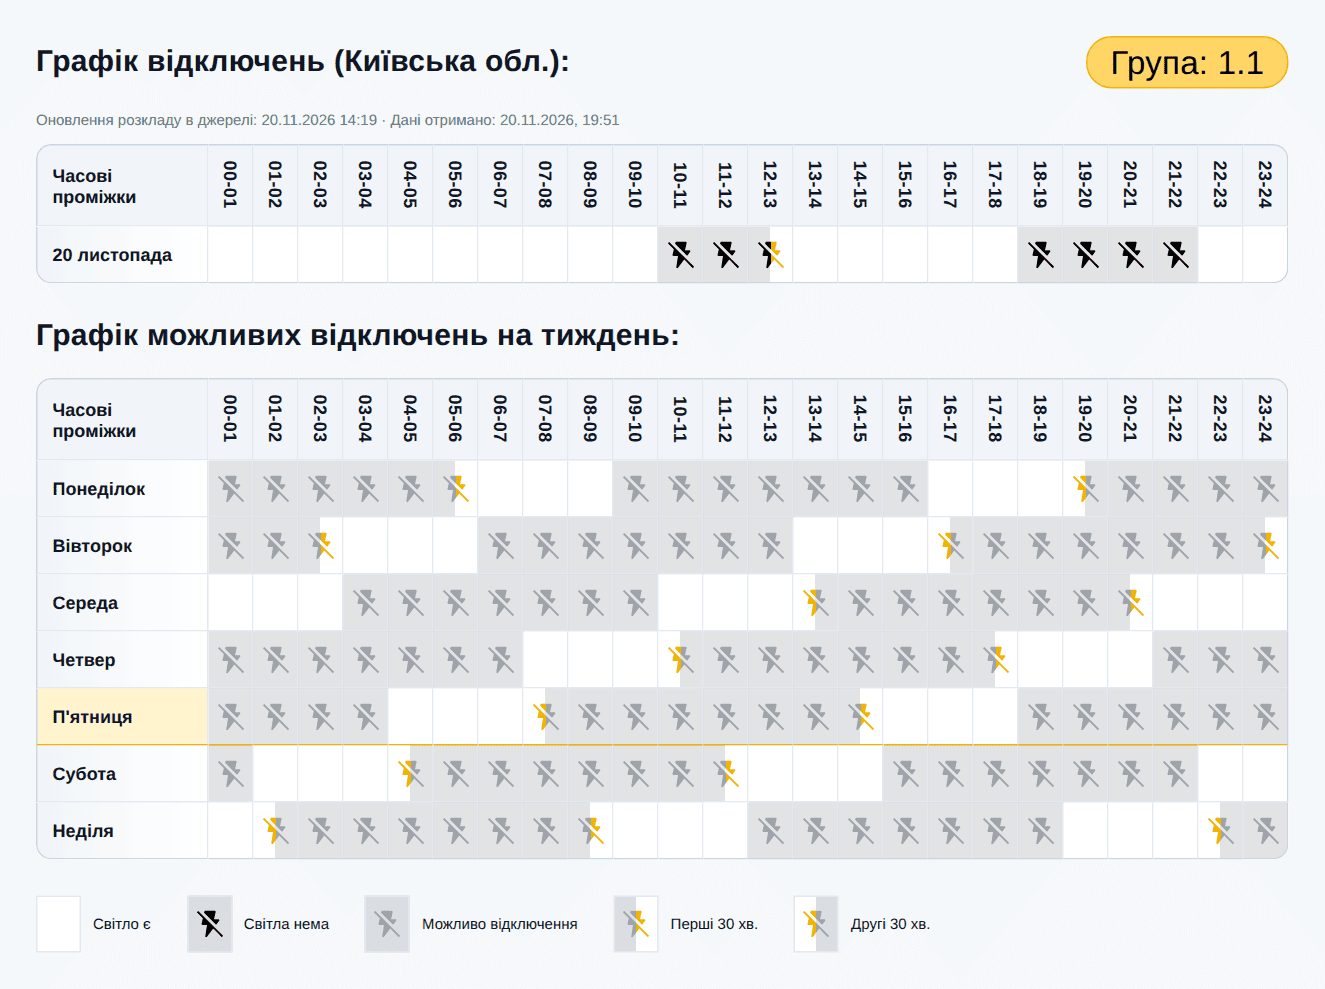 Графік відключень (Київська обл.):
Група: 1.1
Оновлення розкладу в джерелі: 20.11.2026 14:19 · Дані отримано: 20.11.2026, 19:51
Часові проміжки 00-01 01-02 02-03 03-04 04-05 05-06 06-07 07-08 08-09 09-10 10-11 11-12 12-13 13-14 14-15 15-16 16-17 17-18 18-19 19-20 20-21 21-22 22-23 23-24
20 листопада
Графік можливих відключень на тиждень:
Часові проміжки 00-01 01-02 02-03 03-04 04-05 05-06 06-07 07-08 08-09 09-10 10-11 11-12 12-13 13-14 14-15 15-16 16-17 17-18 18-19 19-20 20-21 21-22 22-23 23-24
Понеділок
Вівторок
Середа
Четвер
П'ятниця
Субота
Неділя
Світло є Світла нема Можливо відключення Перші 30 хв. Другі 30 хв.